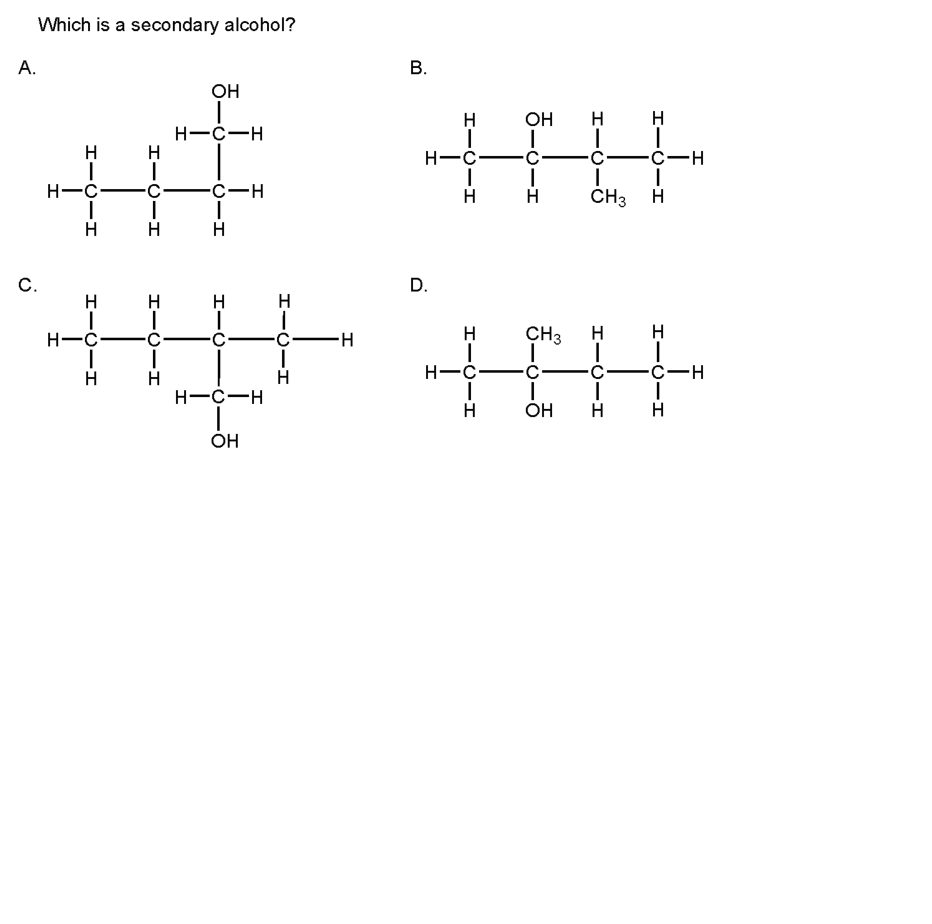 Which is a secondary alcohol?
A.
OH
H C H
H H
H C C C H
H H H
B.
H OH H H
H C C C C H
H H CH3 H
C.
H H H H
H C C C C H
H H H
H C H
OH
D.
H CH3 H H
H C C C C H
H OH H H